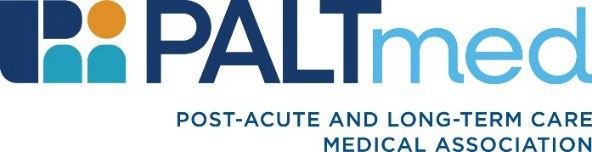 PALTmed
POST-ACUTE AND LONG-TERM CARE
MEDICAL ASSOCIATION